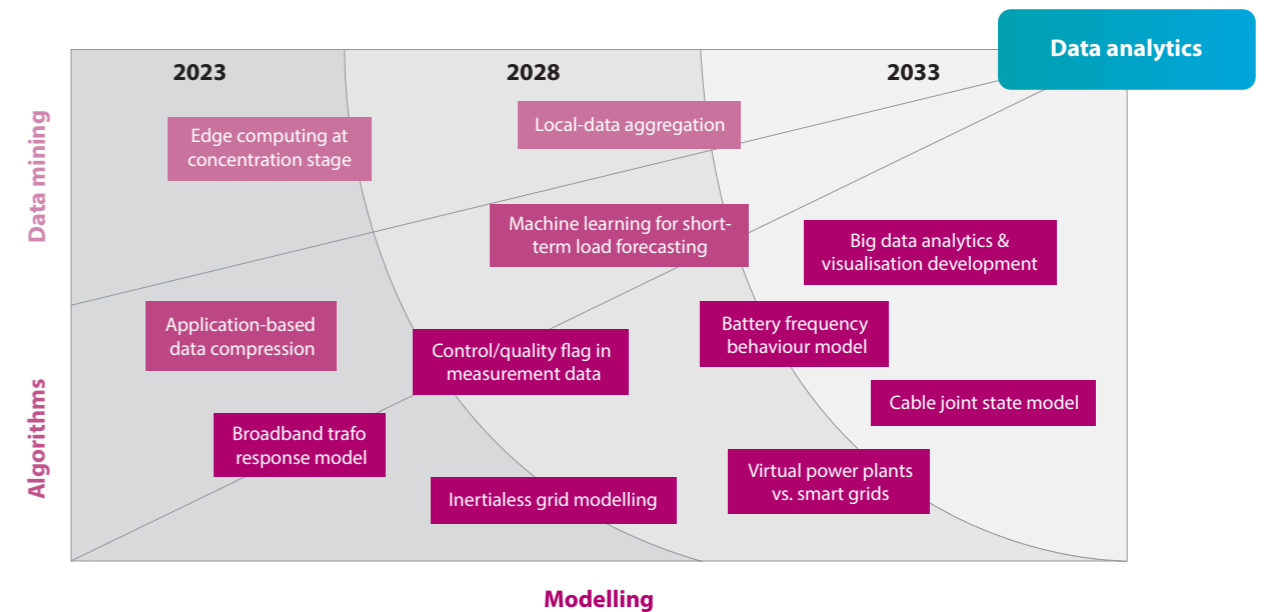 Data analytics
2023
2028
2033
Data mining
Edge computing at
concentration stage
Local-data aggregation
Machine learning for short-
term load forecasting
Big data analytics &
visualisation development
Application-based
data compression
Control/quality flag in
measurement data
Battery frequency
behaviour model
Algorithms
Broadband trafo
response model
Cable joint state model
Inertialess grid modelling
Virtual power plants
vs. smart grids
Modelling